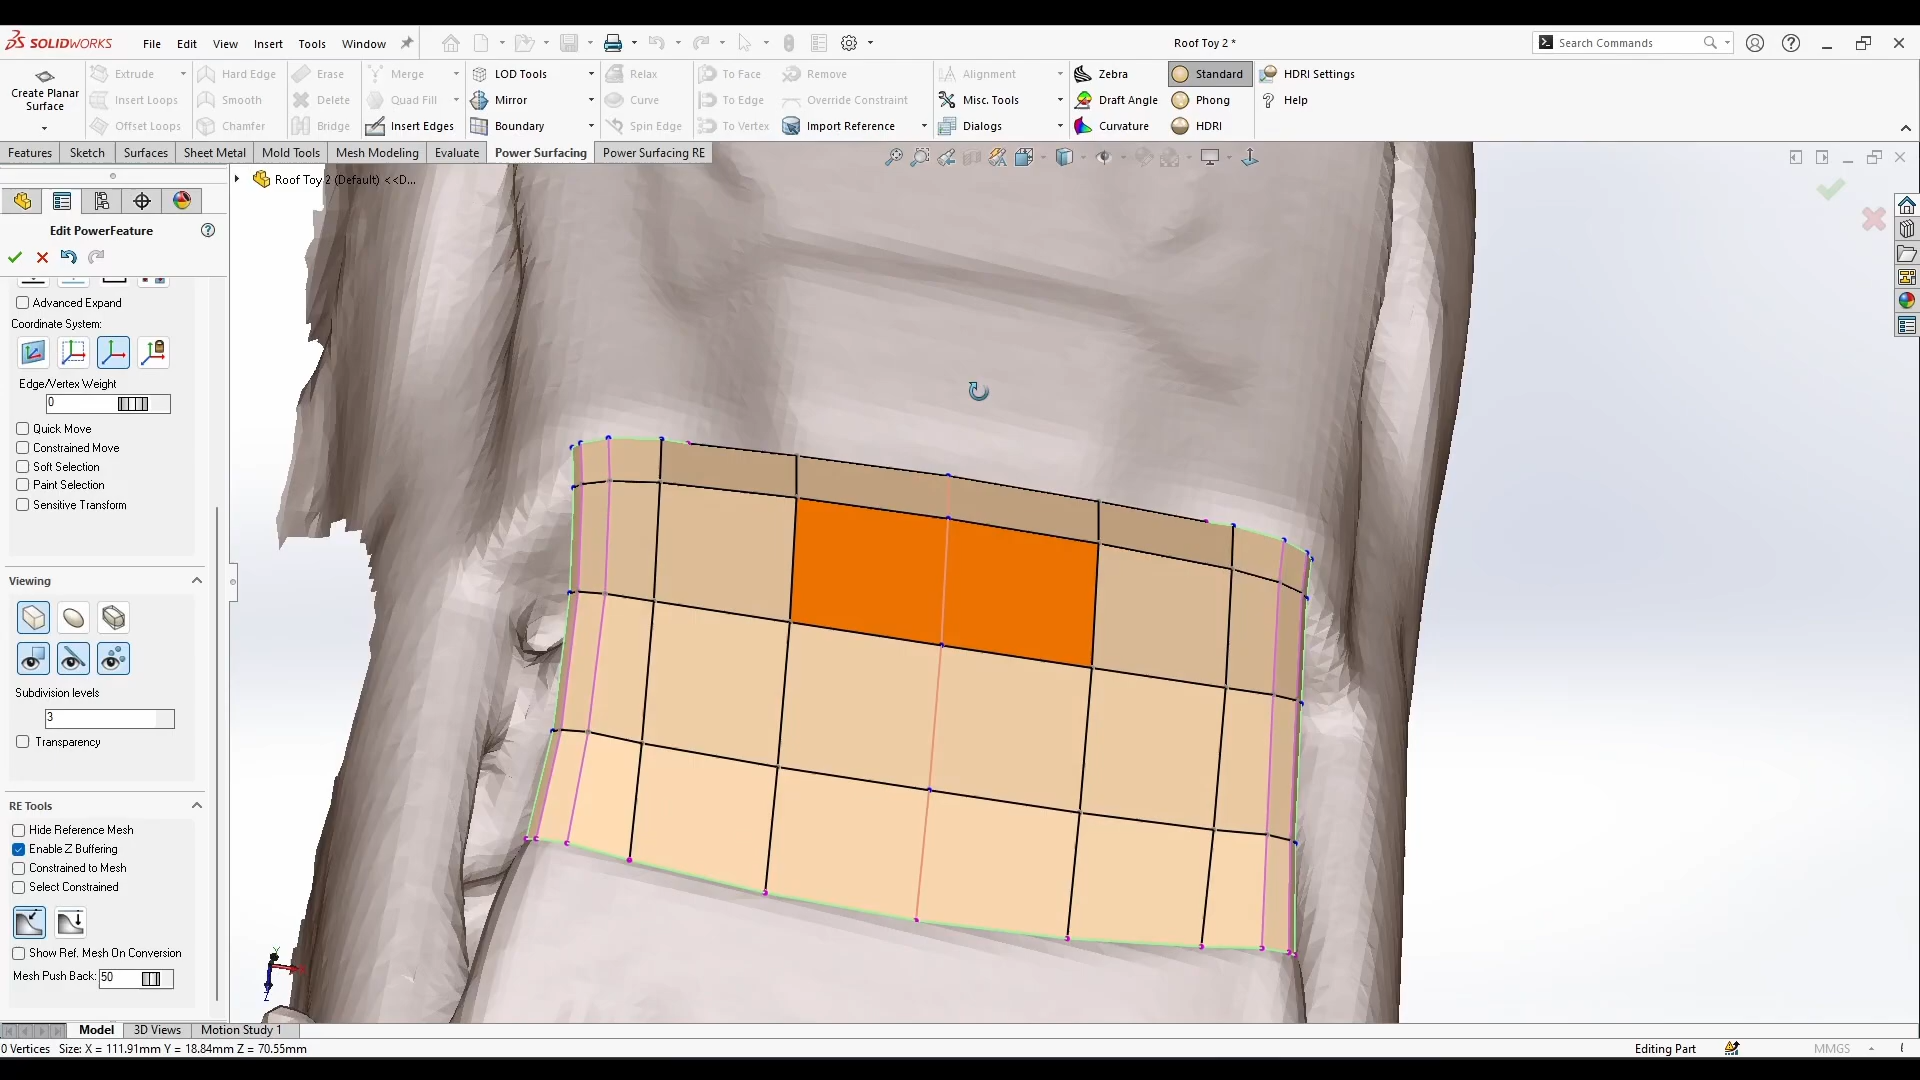 SOLIDWORKS File Edit View Insert Tools Window Roof Toy 2 * Search Commands
Create Planar Surface
Extrude Hard Edge Erase Merge LOD Tools Relax To Face Remove Alignment Zebra Standard HDRI Settings
Insert Loops Smooth Delete Quad Fill Mirror Curve To Edge Override Constraint Misc. Tools Draft Angle Phong Help
Offset Loops Chamfer Bridge Insert Edges Boundary Spin Edge To Vertex Import Reference Dialogs Curvature HDRI
Features Sketch Surfaces Sheet Metal Mold Tools Mesh Modeling Evaluate Power Surfacing Power Surfacing RE
Roof Toy 2 (Default) <<D...
Edit PowerFeature
Advanced Expand
Coordinate System:
Edge/Vertex Weight
0
Quick Move
Constrained Move
Soft Selection
Paint Selection
Sensitive Transform
Viewing
Subdivision levels
3
Transparency
RE Tools
Hide Reference Mesh
Enable Z Buffering
Constrained to Mesh
Select Constrained
Show Ref. Mesh On Conversion
Mesh Push Back: 50
Y
Z
Model 3D Views Motion Study 1
0 Vertices Size: X = 111.91mm Y = 18.84mm Z = 70.55mm Editing Part MMGS